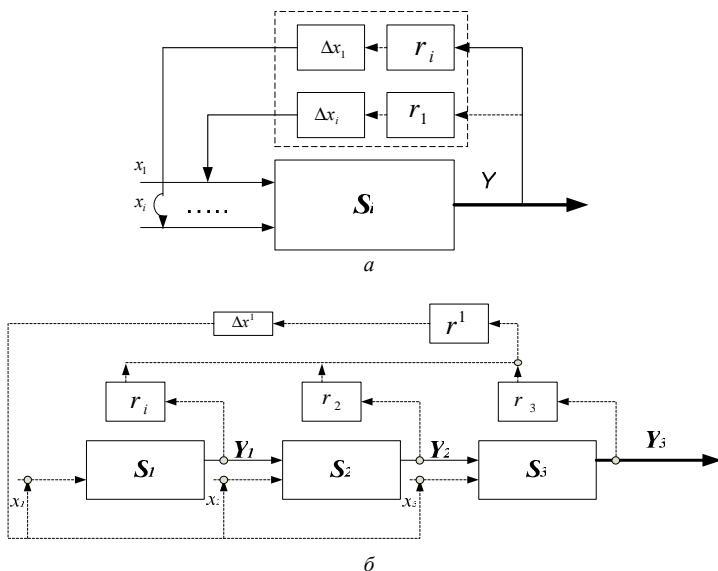 Δx₁ rᵢ
Δxᵢ r₁
x₁
xᵢ
.....
Sᵢ
Y
а
Δx¹ r¹
rᵢ r₂ r₃
S₁ Y₁ S₂ Y₂ S₃ Y₃
x₁ x₂ x₃
б